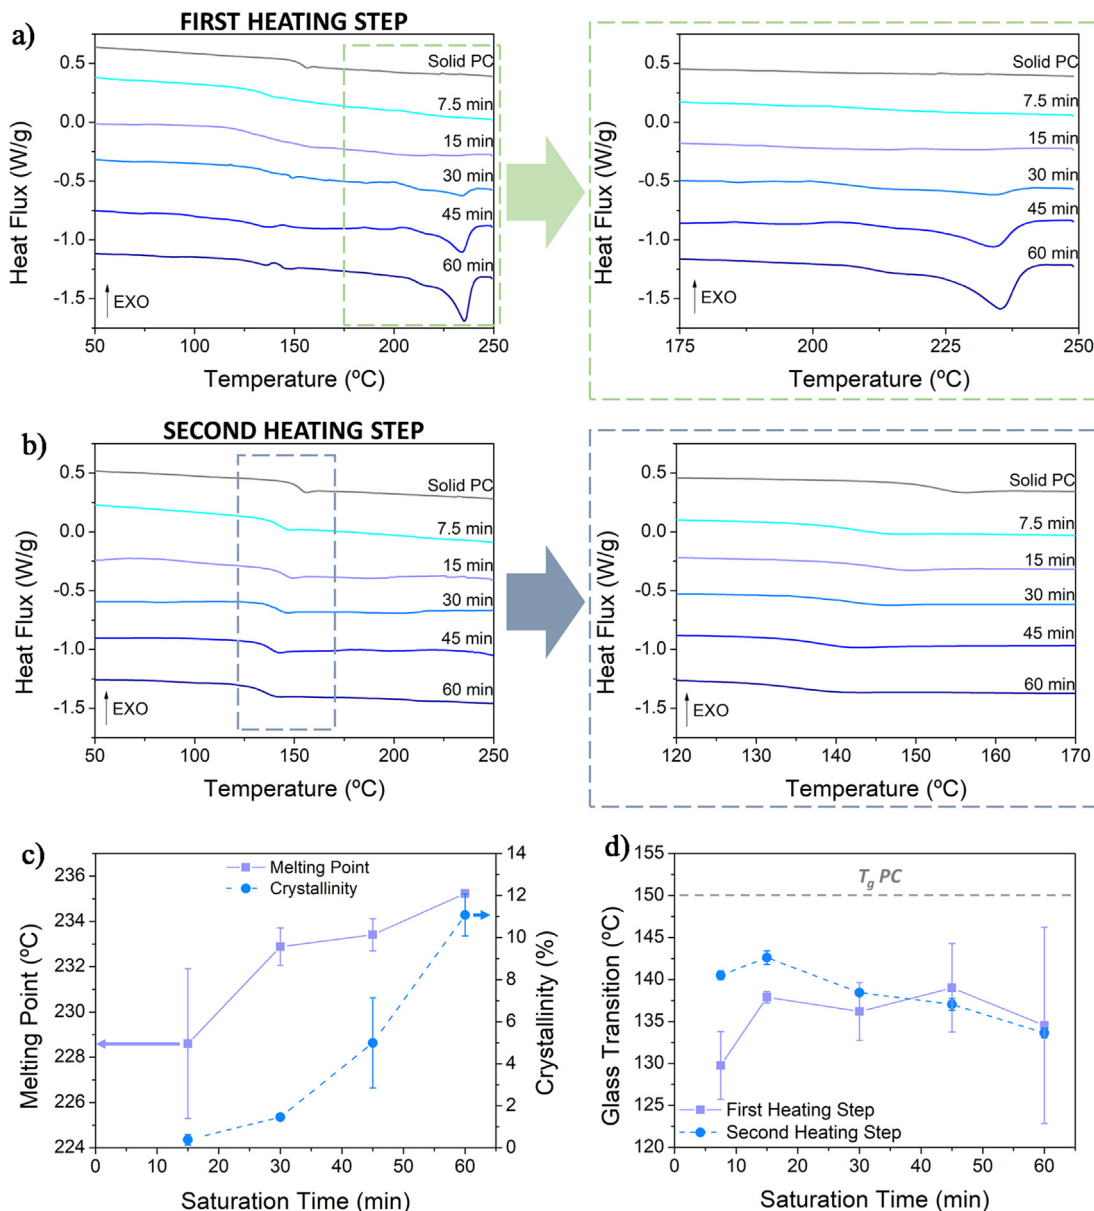 a)
FIRST HEATING STEP
Heat Flux (W/g)
0.5
0.0
-0.5
-1.0
-1.5
Solid PC
7.5 min
15 min
30 min
45 min
60 min
EXO
50 100 150 200 250
Temperature (ºC)
Heat Flux (W/g)
0.5
0.0
-0.5
-1.0
-1.5
Solid PC
7.5 min
15 min
30 min
45 min
60 min
EXO
175 200 225 250
Temperature (ºC)
b)
SECOND HEATING STEP
Heat Flux (W/g)
0.5
0.0
-0.5
-1.0
-1.5
Solid PC
7.5 min
15 min
30 min
45 min
60 min
EXO
50 100 150 200 250
Temperature (ºC)
Heat Flux (W/g)
0.5
0.0
-0.5
-1.0
-1.5
Solid PC
7.5 min
15 min
30 min
45 min
60 min
EXO
120 130 140 150 160 170
Temperature (ºC)
c)
Melting Point (ºC)
236
234
232
230
228
226
224
Melting Point
Crystallinity
14
12
10
8
6
4
2
0
Crystallinity (%)
0 15 30 45 60
Saturation Time (min)
d)
Glass Transition (ºC)
155
150
145
140
135
130
125
120
Tg PC
First Heating Step
Second Heating Step
0 10 20 30 40 50 60
Saturation Time (min)